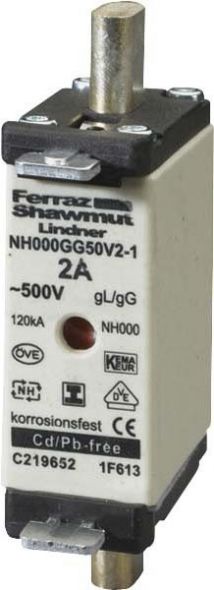 Ferraz
Shawmut
Lindner
NH000GG50V2-1
2A
~500V gL/gG
120kA NH000
ÖVE KEMA KEUR
NH VDE
korrosionsfest CE
Cd/Pb-free
C219652 1F613